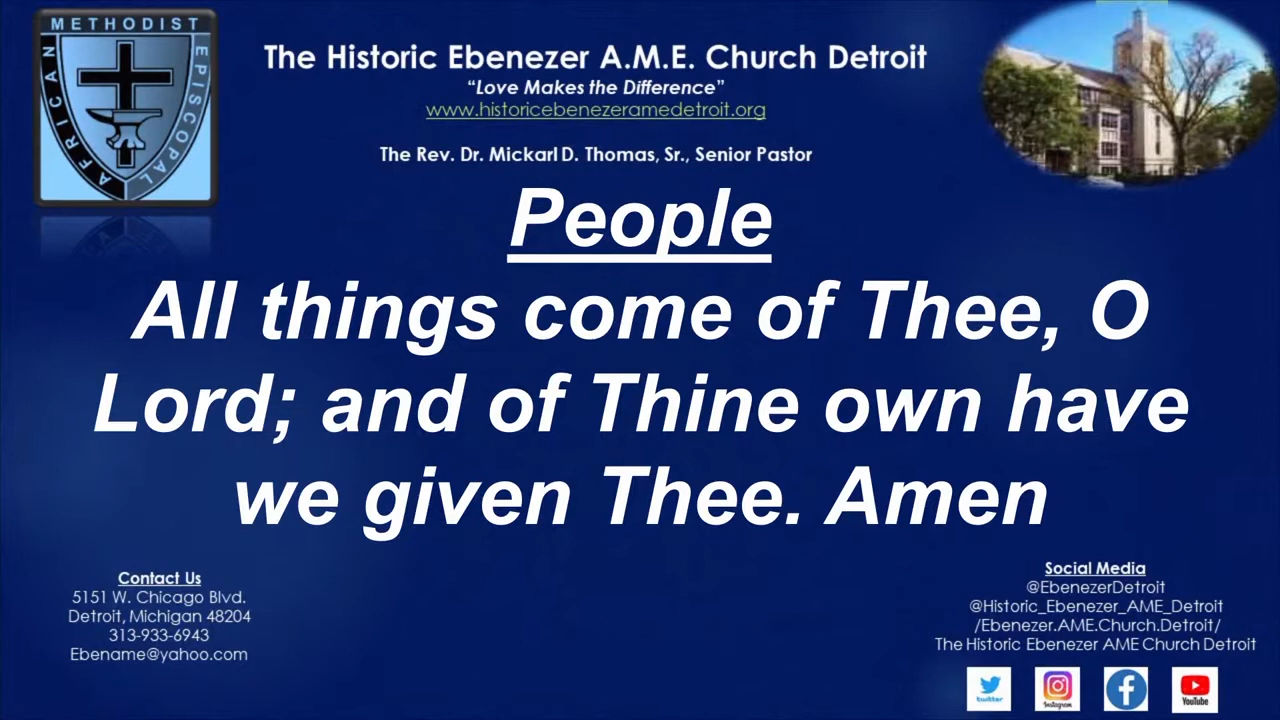 METHODIST
AFRICAN
EPISCOPAL
The Historic Ebenezer A.M.E. Church Detroit
“Love Makes the Difference”
www.historicebenezeramedetroit.org
The Rev. Dr. Mickarl D. Thomas, Sr., Senior Pastor
People
All things come of Thee, O
Lord; and of Thine own have
we given Thee. Amen
Contact Us
5151 W. Chicago Blvd.
Detroit, Michigan 48204
313-933-6943
Ebename@yahoo.com
Social Media
@EbenezerDetroit
@Historic_Ebenezer_AME_Detroit
/Ebenezer.AME.Church.Detroit/
The Historic Ebenezer AME Church Detroit
twitter
Instagram
YouTube